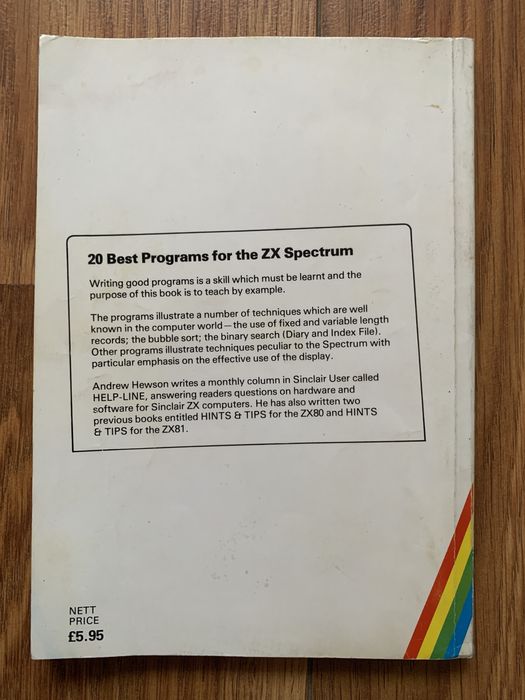 20 Best Programs for the ZX Spectrum
Writing good programs is a skill which must be learnt and the
purpose of this book is to teach by example.
The programs illustrate a number of techniques which are well
known in the computer world—the use of fixed and variable length
records; the bubble sort; the binary search (Diary and Index File).
Other programs illustrate techniques peculiar to the Spectrum with
particular emphasis on the effective use of the display.
Andrew Hewson writes a monthly column in Sinclair User called
HELP-LINE, answering readers questions on hardware and
software for Sinclair ZX computers. He has also written two
previous books entitled HINTS & TIPS for the ZX80 and HINTS
& TIPS for the ZX81.
NETT
PRICE
£5.95